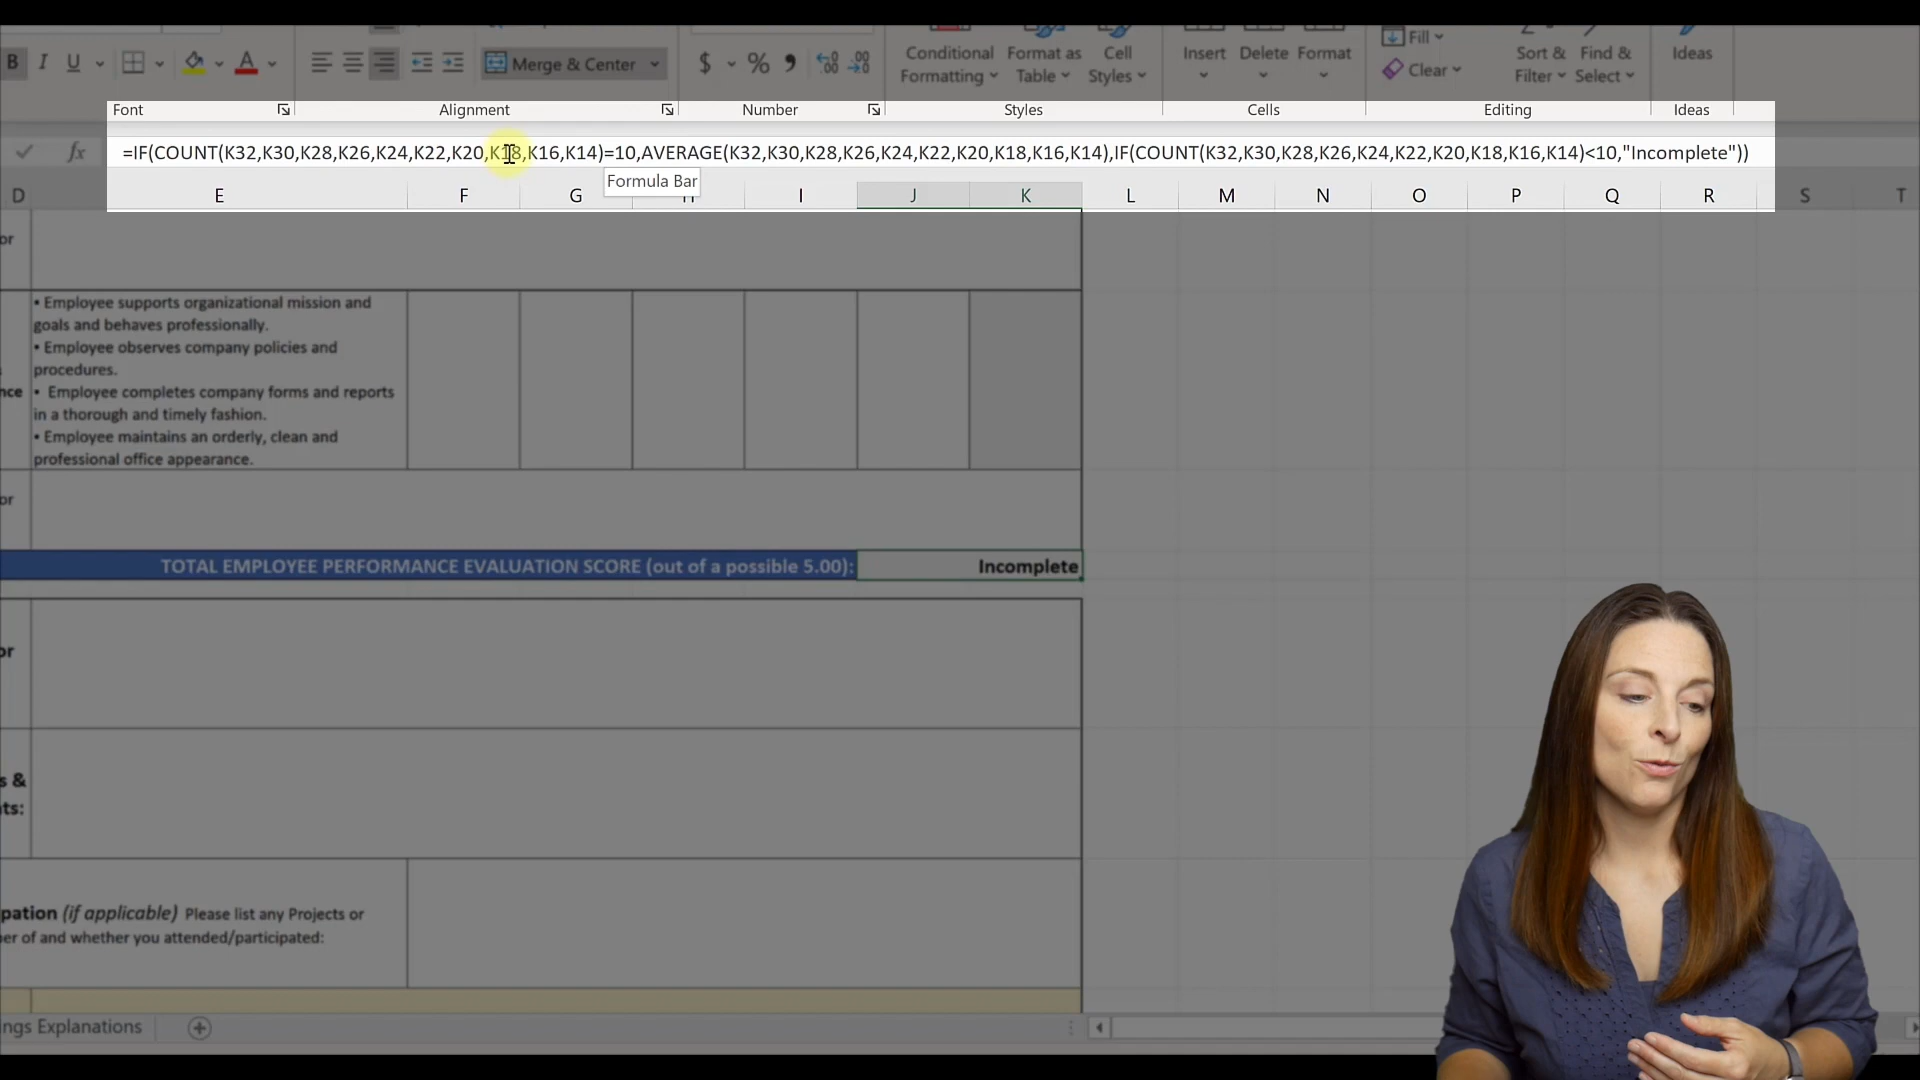 B I U Merge & Center $ % Conditional Formatting Format as Table Cell Styles Insert Delete Format Fill Clear Sort & Filter Find & Select Ideas
Font Alignment Number Styles Cells Editing Ideas
fx =IF(COUNT(K32,K30,K28,K26,K24,K22,K20,K18,K16,K14)=10,AVERAGE(K32,K30,K28,K26,K24,K22,K20,K18,K16,K14),IF(COUNT(K32,K30,K28,K26,K24,K22,K20,K18,K16,K14)<10,"Incomplete"))
Formula Bar
D E F G H I J K L M N O P Q R S T
or
• Employee supports organizational mission and
goals and behaves professionally.
• Employee observes company policies and
procedures.
nce • Employee completes company forms and reports
in a thorough and timely fashion.
• Employee maintains an orderly, clean and
professional office appearance.
or
TOTAL EMPLOYEE PERFORMANCE EVALUATION SCORE (out of a possible 5.00): Incomplete
or
s &
ts:
pation (if applicable) Please list any Projects or
er of and whether you attended/participated:
ngs Explanations